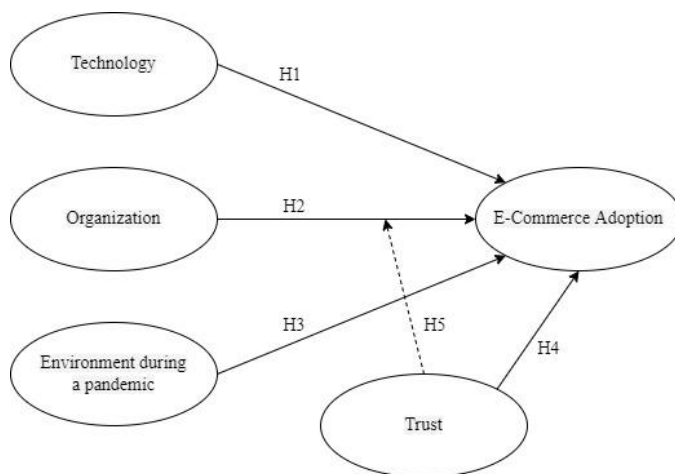 Technology
H1
Organization
H2
E-Commerce Adoption
H3
H5
Environment during
a pandemic
H4
Trust